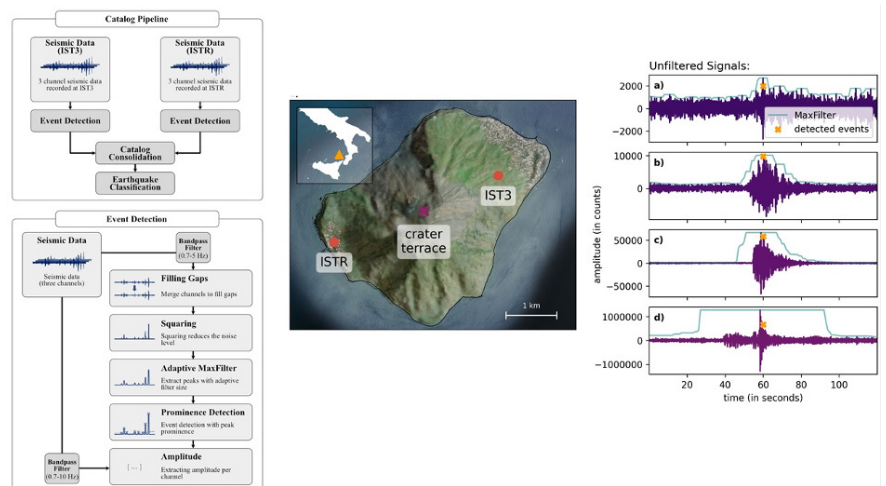 Catalog Pipeline
Seismic Data
(IST3)
3 channel seismic data
recorded at IST3
Seismic Data
(ISTR)
3 channel seismic data
recorded at ISTR
Event Detection
Event Detection
Catalog
Consolidation
Earthquake
Classification
Event Detection
Seismic Data
Seismic data
(three channels)
Bandpass
Filter
(0.7-5 Hz)
Filling Gaps
Merge channels to fill gaps
Squaring
Squaring reduces the noise
level
Adaptive MaxFilter
Extract peaks with adaptive
filter size
Prominence Detection
Event detection with peak
prominence
Bandpass
Filter
(0.7-10 Hz)
[...]
Amplitude
Extracting amplitude per
channel
IST3
crater
terrace
ISTR
1 km
Unfiltered Signals:
a)
MaxFilter
detected events
2000
0
−2000
b)
10000
0
c)
50000
0
−50000
d)
1000000
0
−1000000
amplitude (in counts)
20
40
60
80
100
time (in seconds)